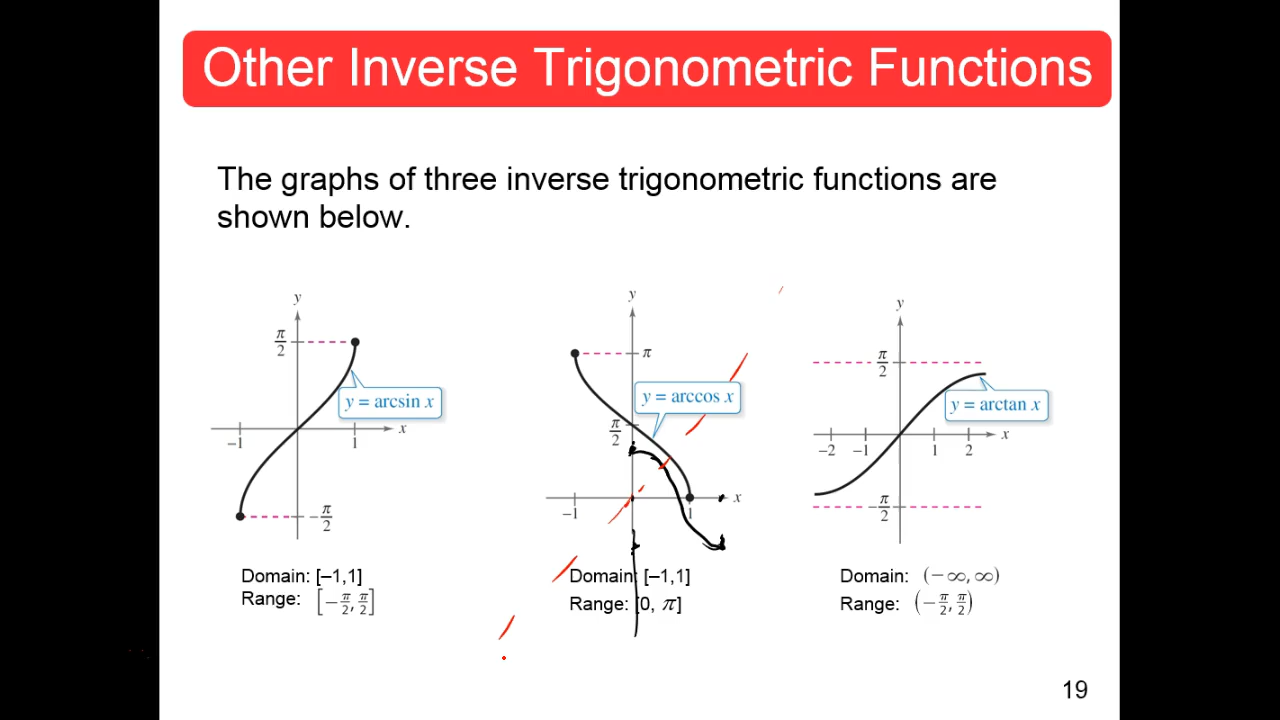 Other Inverse Trigonometric Functions
The graphs of three inverse trigonometric functions are
shown below.
y
π/2
y = arcsin x
x
–1
1
–π/2
Domain: [–1,1]
Range: [–π/2, π/2]
y
π
y = arccos x
π/2
x
–1
1
Domain: [–1,1]
Range: [0, π]
y
π/2
y = arctan x
x
–2
–1
1
2
–π/2
Domain: (–∞, ∞)
Range: (–π/2, π/2)
19